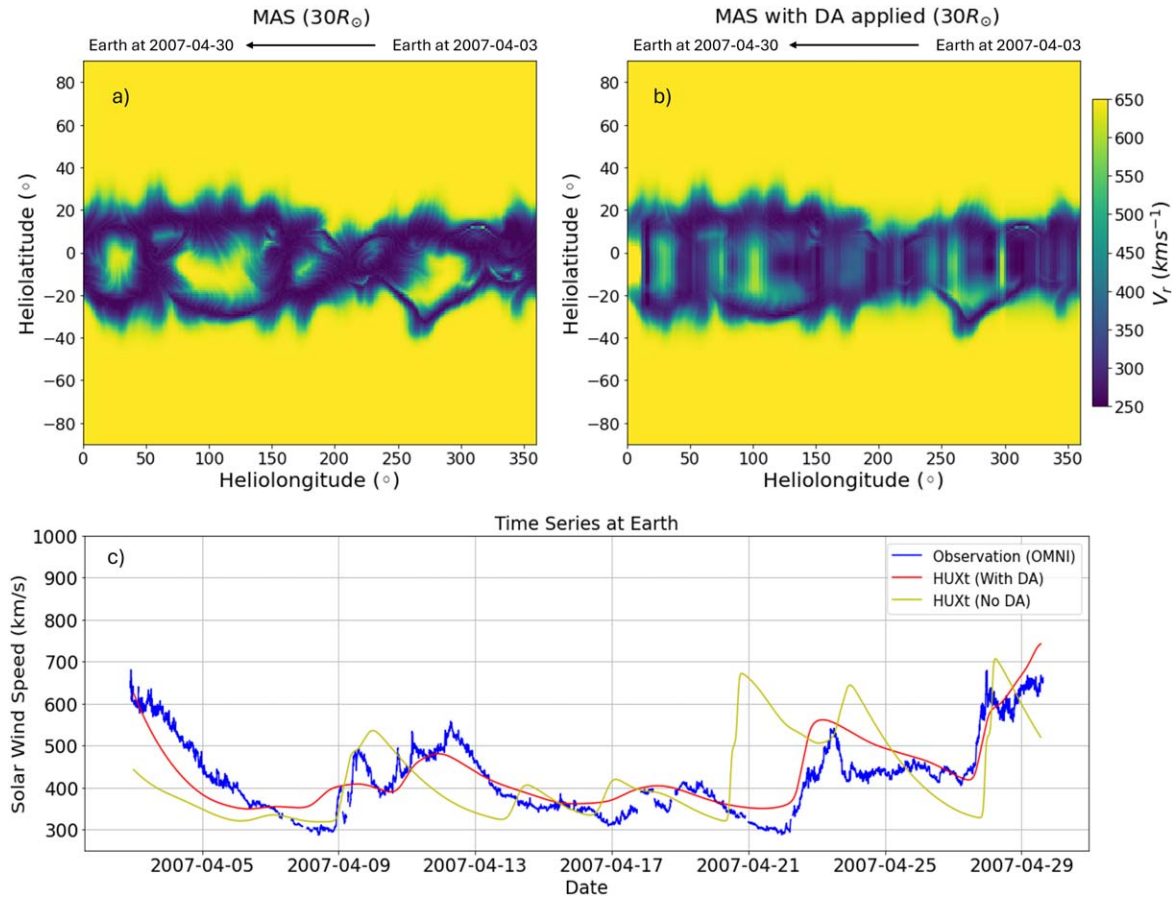 MAS (30R☉)
Earth at 2007-04-30
Earth at 2007-04-03
a)
80
60
40
20
0
−20
−40
−60
−80
Heliolatitude (◦)
0 50 100 150 200 250 300 350
Heliolongitude (◦)
MAS with DA applied (30R☉)
Earth at 2007-04-30
Earth at 2007-04-03
b)
80
60
40
20
0
−20
−40
−60
−80
Heliolatitude (◦)
0 50 100 150 200 250 300 350
Heliolongitude (◦)
650
600
550
500
450
400
350
300
250
Vr (kms⁻¹)
Time Series at Earth
c)
1000
900
800
700
600
500
400
300
Solar Wind Speed (km/s)
Observation (OMNI)
HUXt (With DA)
HUXt (No DA)
2007-04-05 2007-04-09 2007-04-13 2007-04-17 2007-04-21 2007-04-25 2007-04-29
Date